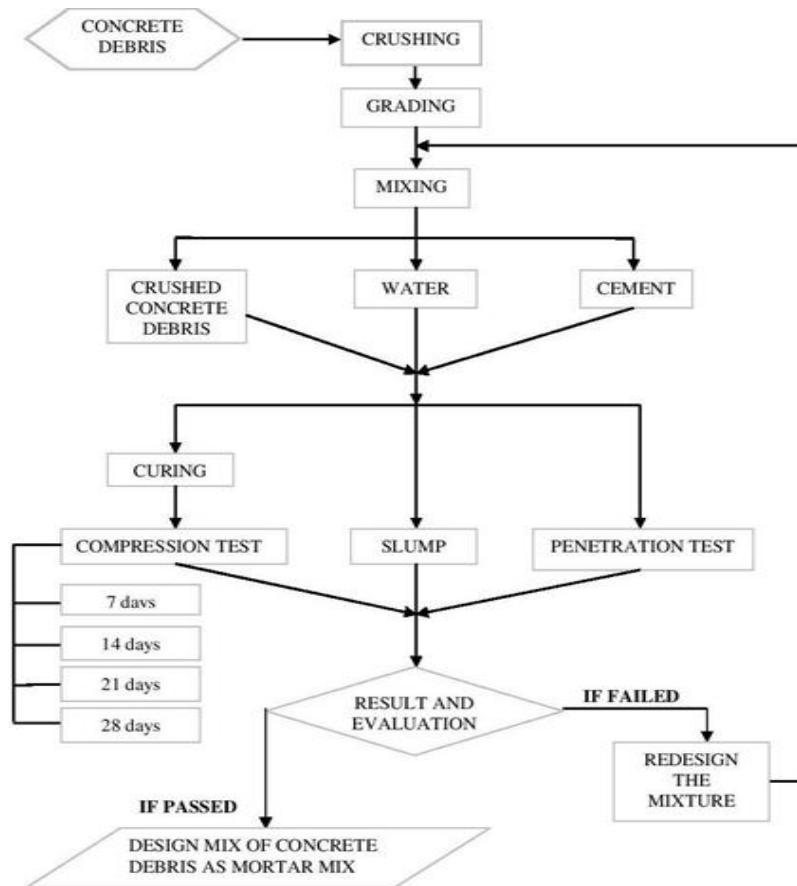 CONCRETE
DEBRIS
CRUSHING
GRADING
MIXING
CRUSHED
CONCRETE
DEBRIS
WATER
CEMENT
CURING
COMPRESSION TEST
SLUMP
PENETRATION TEST
7 days
14 days
21 days
28 days
RESULT AND
EVALUATION
IF FAILED
REDESIGN
THE
MIXTURE
IF PASSED
DESIGN MIX OF CONCRETE
DEBRIS AS MORTAR MIX